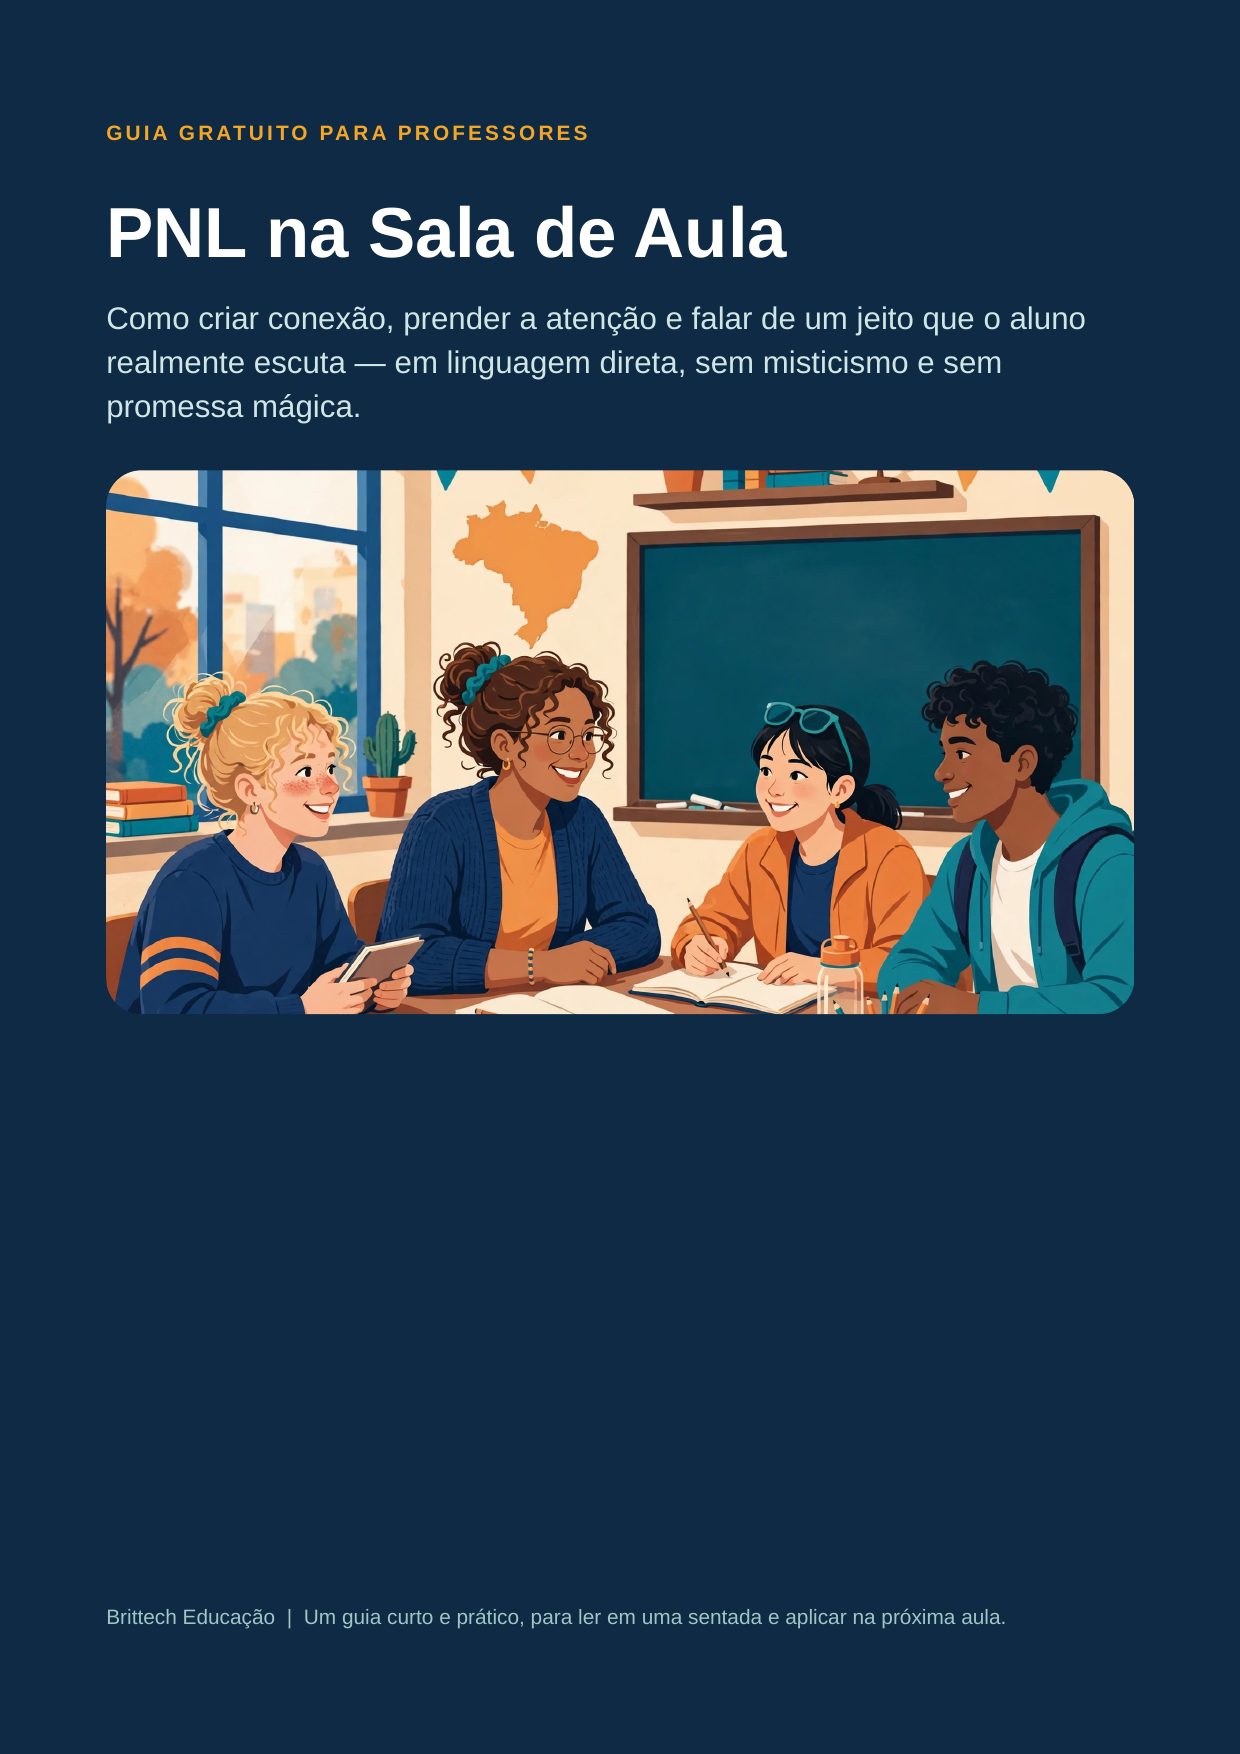 GUIA GRATUITO PARA PROFESSORES
PNL na Sala de Aula
Como criar conexão, prender a atenção e falar de um jeito que o aluno
realmente escuta — em linguagem direta, sem misticismo e sem
promessa mágica.
Brittech Educação | Um guia curto e prático, para ler em uma sentada e aplicar na próxima aula.